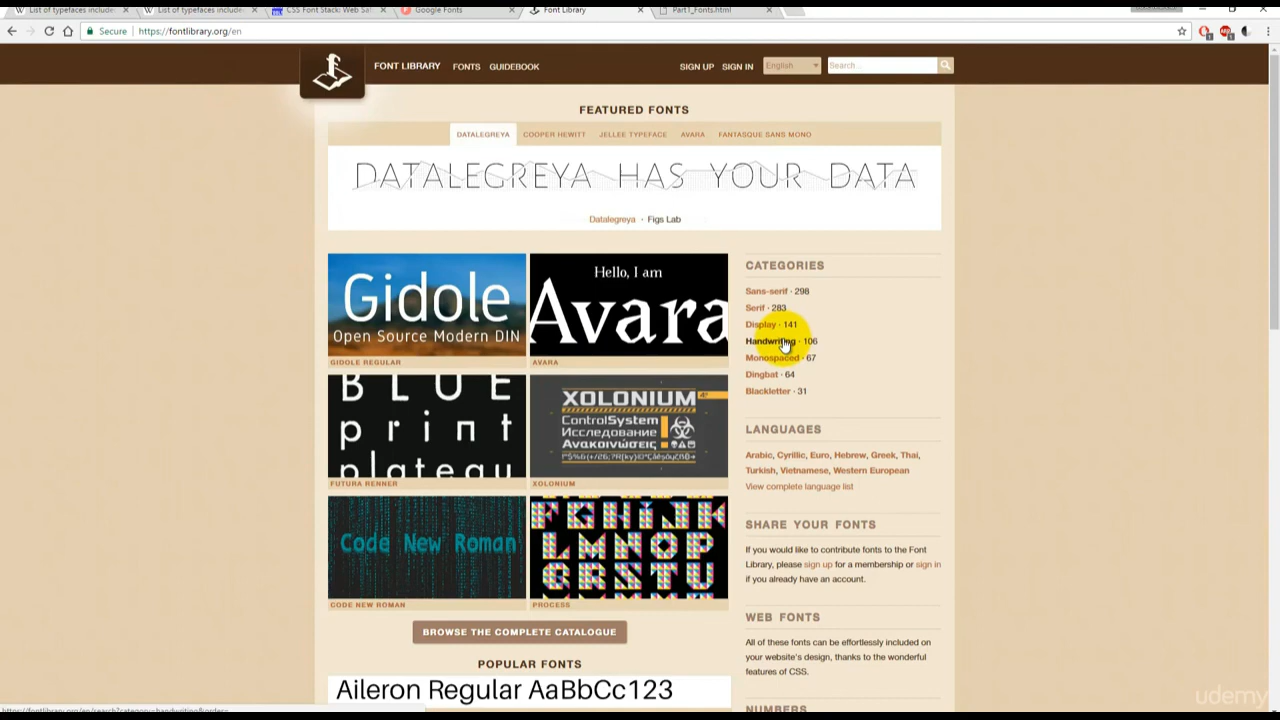 List of typefaces include
List of typefaces include
CSS Font Stack: Web Saf
Google Fonts
Font Library
Part1_Fonts.html
Secure
https://fontlibrary.org/en
FONT LIBRARY FONTS GUIDEBOOK SIGN UP SIGN IN English Search...
FEATURED FONTS
DATALEGREYA COOPER HEWITT JELLEE TYPEFACE AVARA FANTASQUE SANS MONO
DATALEGREYA HAS YOUR DATA
Datalegreya · Figs Lab
Gidole
Open Source Modern DIN
GIDOLE REGULAR
Hello, I am
Avara
AVARA
BLUE
print
plateau
FUTURA RENNER
XOLONIUM
ControlSystem
Исследование
Ανακοινώσεις
XOLONIUM
Code New Roman
CODE NEW ROMAN
FGHIJK
LMNOP
QRSTU
PROCESS
BROWSE THE COMPLETE CATALOGUE
POPULAR FONTS
Aileron Regular AaBbCc123
CATEGORIES
Sans-serif · 298
Serif · 283
Display · 141
Handwriting · 106
Monospaced · 67
Dingbat · 64
Blackletter · 31
LANGUAGES
Arabic, Cyrillic, Euro, Hebrew, Greek, Thai,
Turkish, Vietnamese, Western European
View complete language list
SHARE YOUR FONTS
If you would like to contribute fonts to the Font
Library, please sign up for a membership or sign in
if you already have an account.
WEB FONTS
All of these fonts can be effortlessly included on
your website's design, thanks to the wonderful
features of CSS.
NUMBERS
https://fontlibrary.org/en/search?category=handwriting&order=
udemy